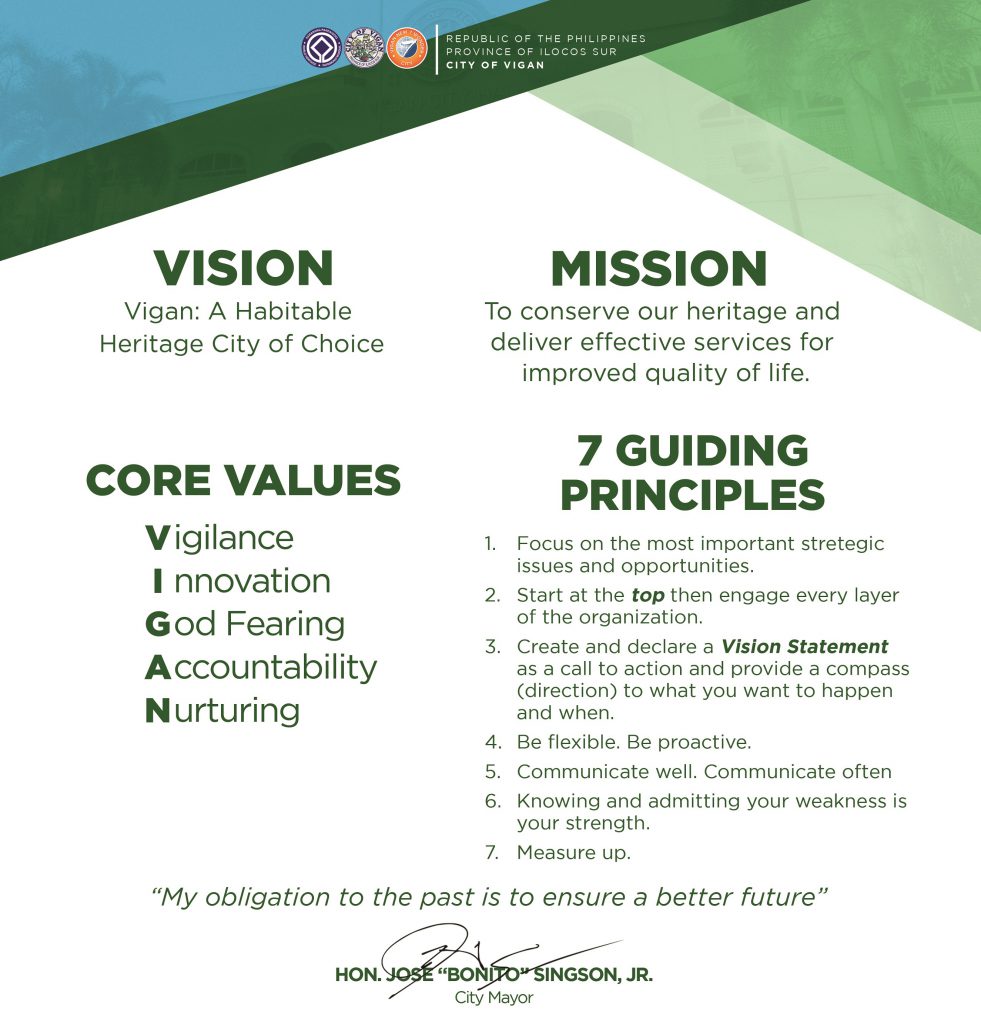 REPUBLIC OF THE PHILIPPINES
PROVINCE OF ILOCOS SUR
CITY OF VIGAN
VISION
Vigan: A Habitable
Heritage City of Choice
MISSION
To conserve our heritage and
deliver effective services for
improved quality of life.
CORE VALUES
Vigilance
Innovation
God Fearing
Accountability
Nurturing
7 GUIDING
PRINCIPLES
1. Focus on the most important stretegic
issues and opportunities.
2. Start at the top then engage every layer
of the organization.
3. Create and declare a Vision Statement
as a call to action and provide a compass
(direction) to what you want to happen
and when.
4. Be flexible. Be proactive.
5. Communicate well. Communicate often
6. Knowing and admitting your weakness is
your strength.
7. Measure up.
“My obligation to the past is to ensure a better future”
HON. JOSE “BONITO” SINGSON, JR.
City Mayor